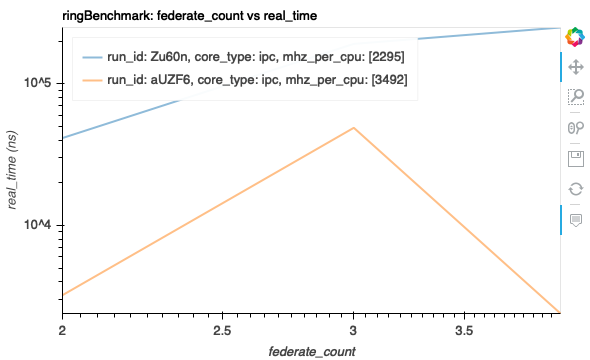 ringBenchmark: federate_count vs real_time
run_id: Zu60n, core_type: ipc, mhz_per_cpu: [2295]
run_id: aUZF6, core_type: ipc, mhz_per_cpu: [3492]
real_time (ns)
10^5
10^4
2
2.5
3
3.5
federate_count